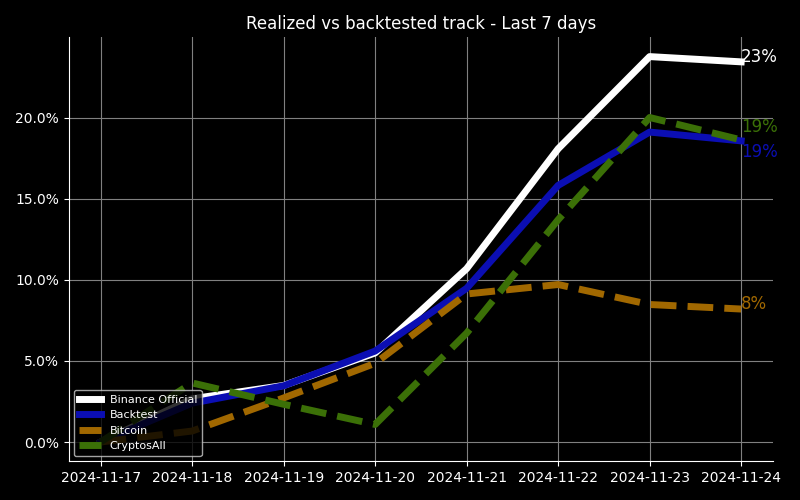 Realized vs backtested track - Last 7 days
23%
20.0%
19%
19%
15.0%
10.0%
8%
5.0%
Binance Official
Backtest
Bitcoin
CryptosAll
0.0%
2024-11-17 2024-11-18 2024-11-19 2024-11-20 2024-11-21 2024-11-22 2024-11-23 2024-11-24